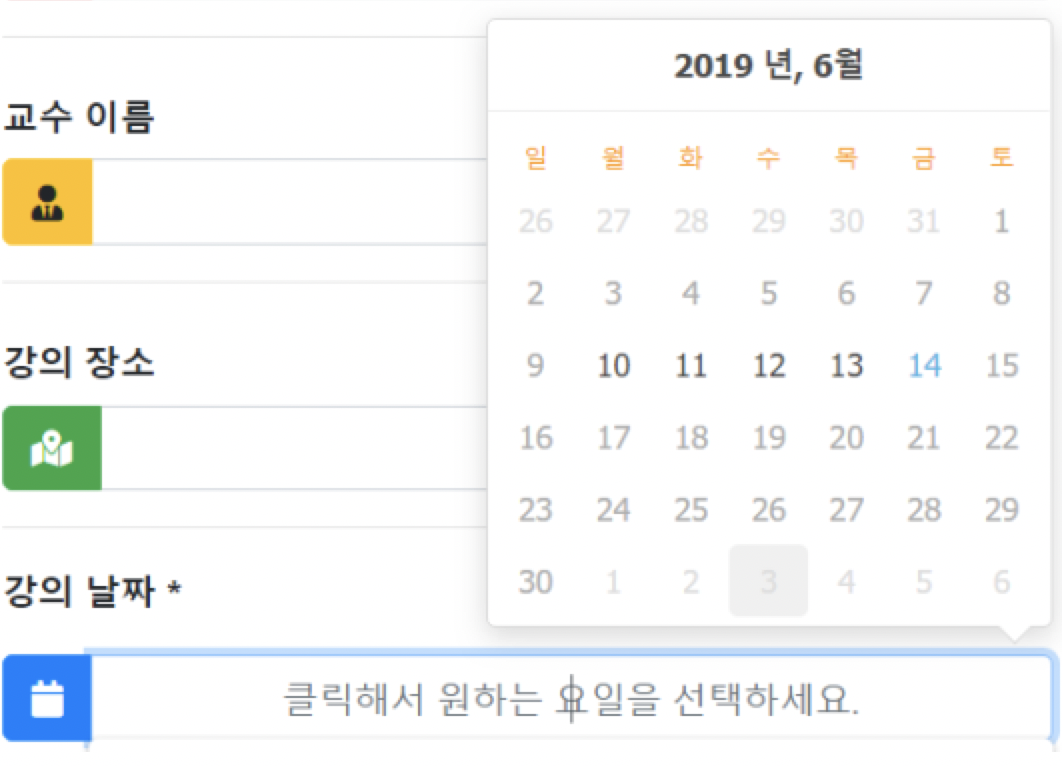 교수 이름
강의 장소
강의 날짜 *
클릭해서 원하는 요일을 선택하세요.
2019 년, 6월
일 월 화 수 목 금 토
26 27 28 29 30 31 1
2 3 4 5 6 7 8
9 10 11 12 13 14 15
16 17 18 19 20 21 22
23 24 25 26 27 28 29
30 1 2 3 4 5 6